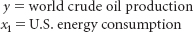 y = world crude oil production
x₁ = U.S. energy consumption